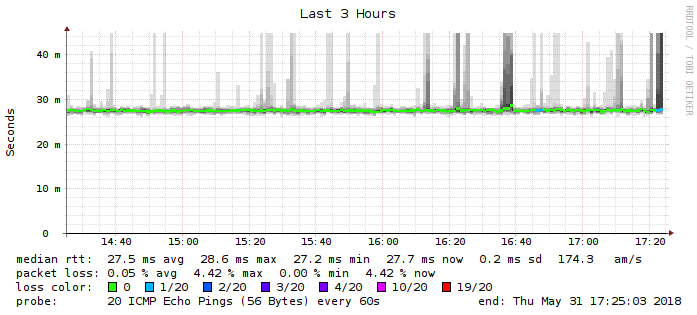 Last 3 Hours
RRDTOOL / TOBI OETIKER
Seconds
40 m
30 m
20 m
10 m
0
14:40 15:00 15:20 15:40 16:00 16:20 16:40 17:00 17:20
median rtt: 27.5 ms avg 28.6 ms max 27.2 ms min 27.7 ms now 0.2 ms sd 174.3 am/s
packet loss: 0.05 % avg 4.42 % max 0.00 % min 4.42 % now
loss color: 0 1/20 2/20 3/20 4/20 10/20 19/20
probe: 20 ICMP Echo Pings (56 Bytes) every 60s end: Thu May 31 17:25:03 2018